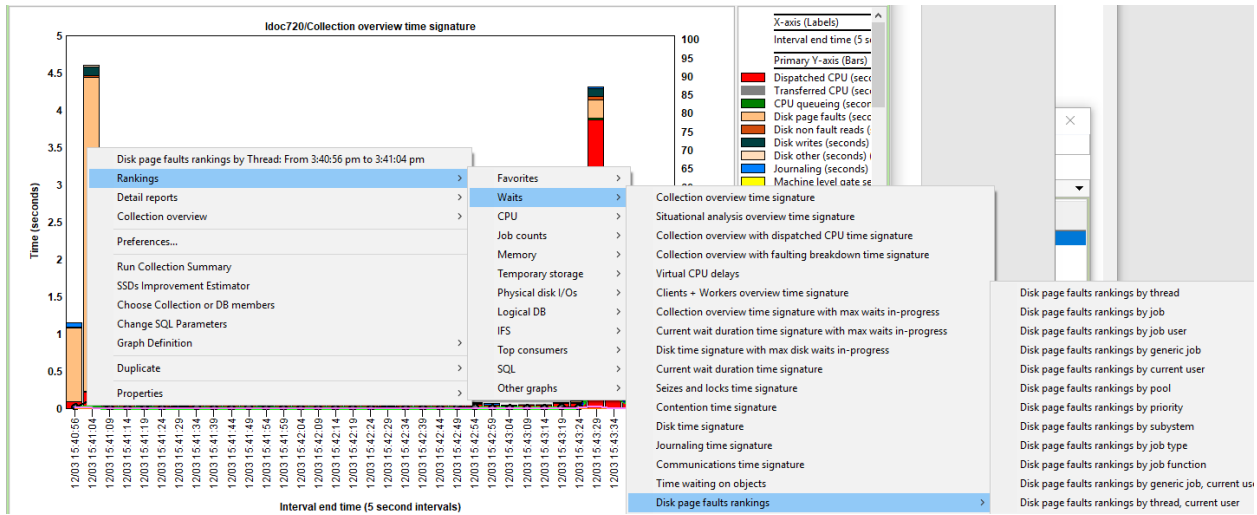 Idoc720/Collection overview time signature
Time (seconds)
5
4.5
4
3.5
3
2.5
2
1.5
1
0.5
0
100
95
90
85
80
75
70
65
12/03 15:40:56
12/03 15:41:04
12/03 15:41:09
12/03 15:41:14
12/03 15:41:24
12/03 15:41:29
12/03 15:41:34
12/03 15:41:39
12/03 15:41:44
12/03 15:41:49
12/03 15:41:54
12/03 15:41:59
12/03 15:42:04
12/03 15:42:09
12/03 15:42:14
12/03 15:42:19
12/03 15:42:24
12/03 15:42:29
12/03 15:42:34
12/03 15:42:39
12/03 15:42:44
12/03 15:42:49
12/03 15:42:54
12/03 15:42:59
12/03 15:43:04
12/03 15:43:09
12/03 15:43:14
12/03 15:43:19
12/03 15:43:24
12/03 15:43:29
12/03 15:43:34
Interval end time (5 second intervals)
X-axis (Labels)
Interval end time (5 se
Primary Y-axis (Bars)
Dispatched CPU (sec
Transferred CPU (sec
CPU queueing (secon
Disk page faults (seco
Disk non fault reads (
Disk writes (seconds)
Disk other (seconds) (
Journaling (seconds)
Machine level gate se
Disk page faults rankings by Thread: From 3:40:56 pm to 3:41:04 pm
Rankings
Detail reports
Collection overview
Preferences...
Run Collection Summary
SSDs Improvement Estimator
Choose Collection or DB members
Change SQL Parameters
Graph Definition
Duplicate
Properties
Favorites
Waits
CPU
Job counts
Memory
Temporary storage
Physical disk I/Os
Logical DB
IFS
Top consumers
SQL
Other graphs
Collection overview time signature
Situational analysis overview time signature
Collection overview with dispatched CPU time signature
Collection overview with faulting breakdown time signature
Virtual CPU delays
Clients + Workers overview time signature
Collection overview time signature with max waits in-progress
Current wait duration time signature with max waits in-progress
Disk time signature with max disk waits in-progress
Current wait duration time signature
Seizes and locks time signature
Contention time signature
Disk time signature
Journaling time signature
Communications time signature
Time waiting on objects
Disk page faults rankings
Disk page faults rankings by thread
Disk page faults rankings by job
Disk page faults rankings by job user
Disk page faults rankings by generic job
Disk page faults rankings by current user
Disk page faults rankings by pool
Disk page faults rankings by priority
Disk page faults rankings by subsystem
Disk page faults rankings by job type
Disk page faults rankings by job function
Disk page faults rankings by generic job, current use
Disk page faults rankings by thread, current user